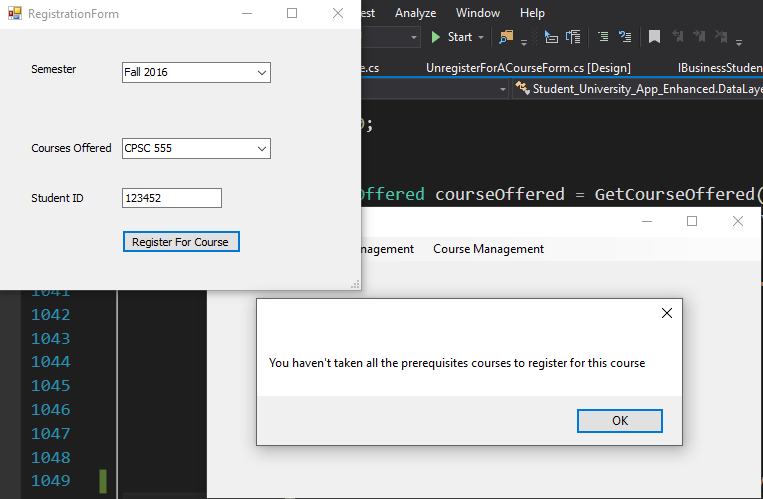 RegistrationForm
est Analyze Window Help
Start
Semester
Fall 2016
e.cs UnregisterForACourseForm.cs [Design] IBusinessStuden
Student_University_App_Enhanced.DataLaye
0;
Courses Offered
CPSC 555
Student ID
123452
Offered courseOffered = GetCourseOffered(
Register For Course
nagement Course Management
1041
1042
1043
1044
1045
1046
1047
1048
1049
You haven't taken all the prerequisites courses to register for this course
OK